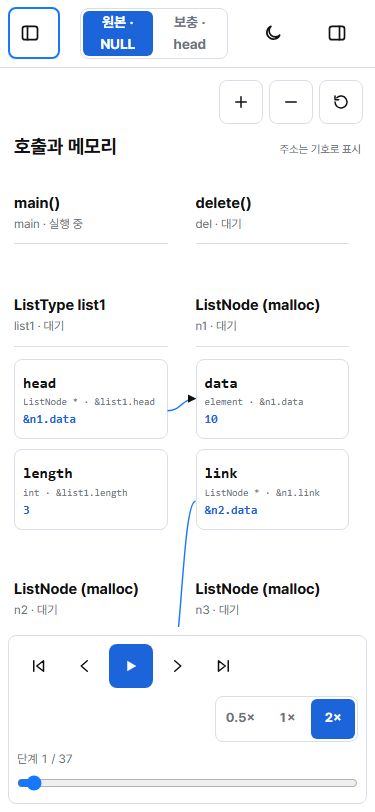 원본 · 보충 ·
NULL head
호출과 메모리 주소는 기호로 표시
main() delete()
main · 실행 중 del · 대기
ListType list1 ListNode (malloc)
list1 · 대기 n1 · 대기
head data
ListNode * · &list1.head element · &n1.data
&n1.data 10
length link
int · &list1.length ListNode * · &n1.link
3 &n2.data
ListNode (malloc) ListNode (malloc)
n2 · 대기 n3 · 대기
0.5× 1× 2×
단계 1 / 37